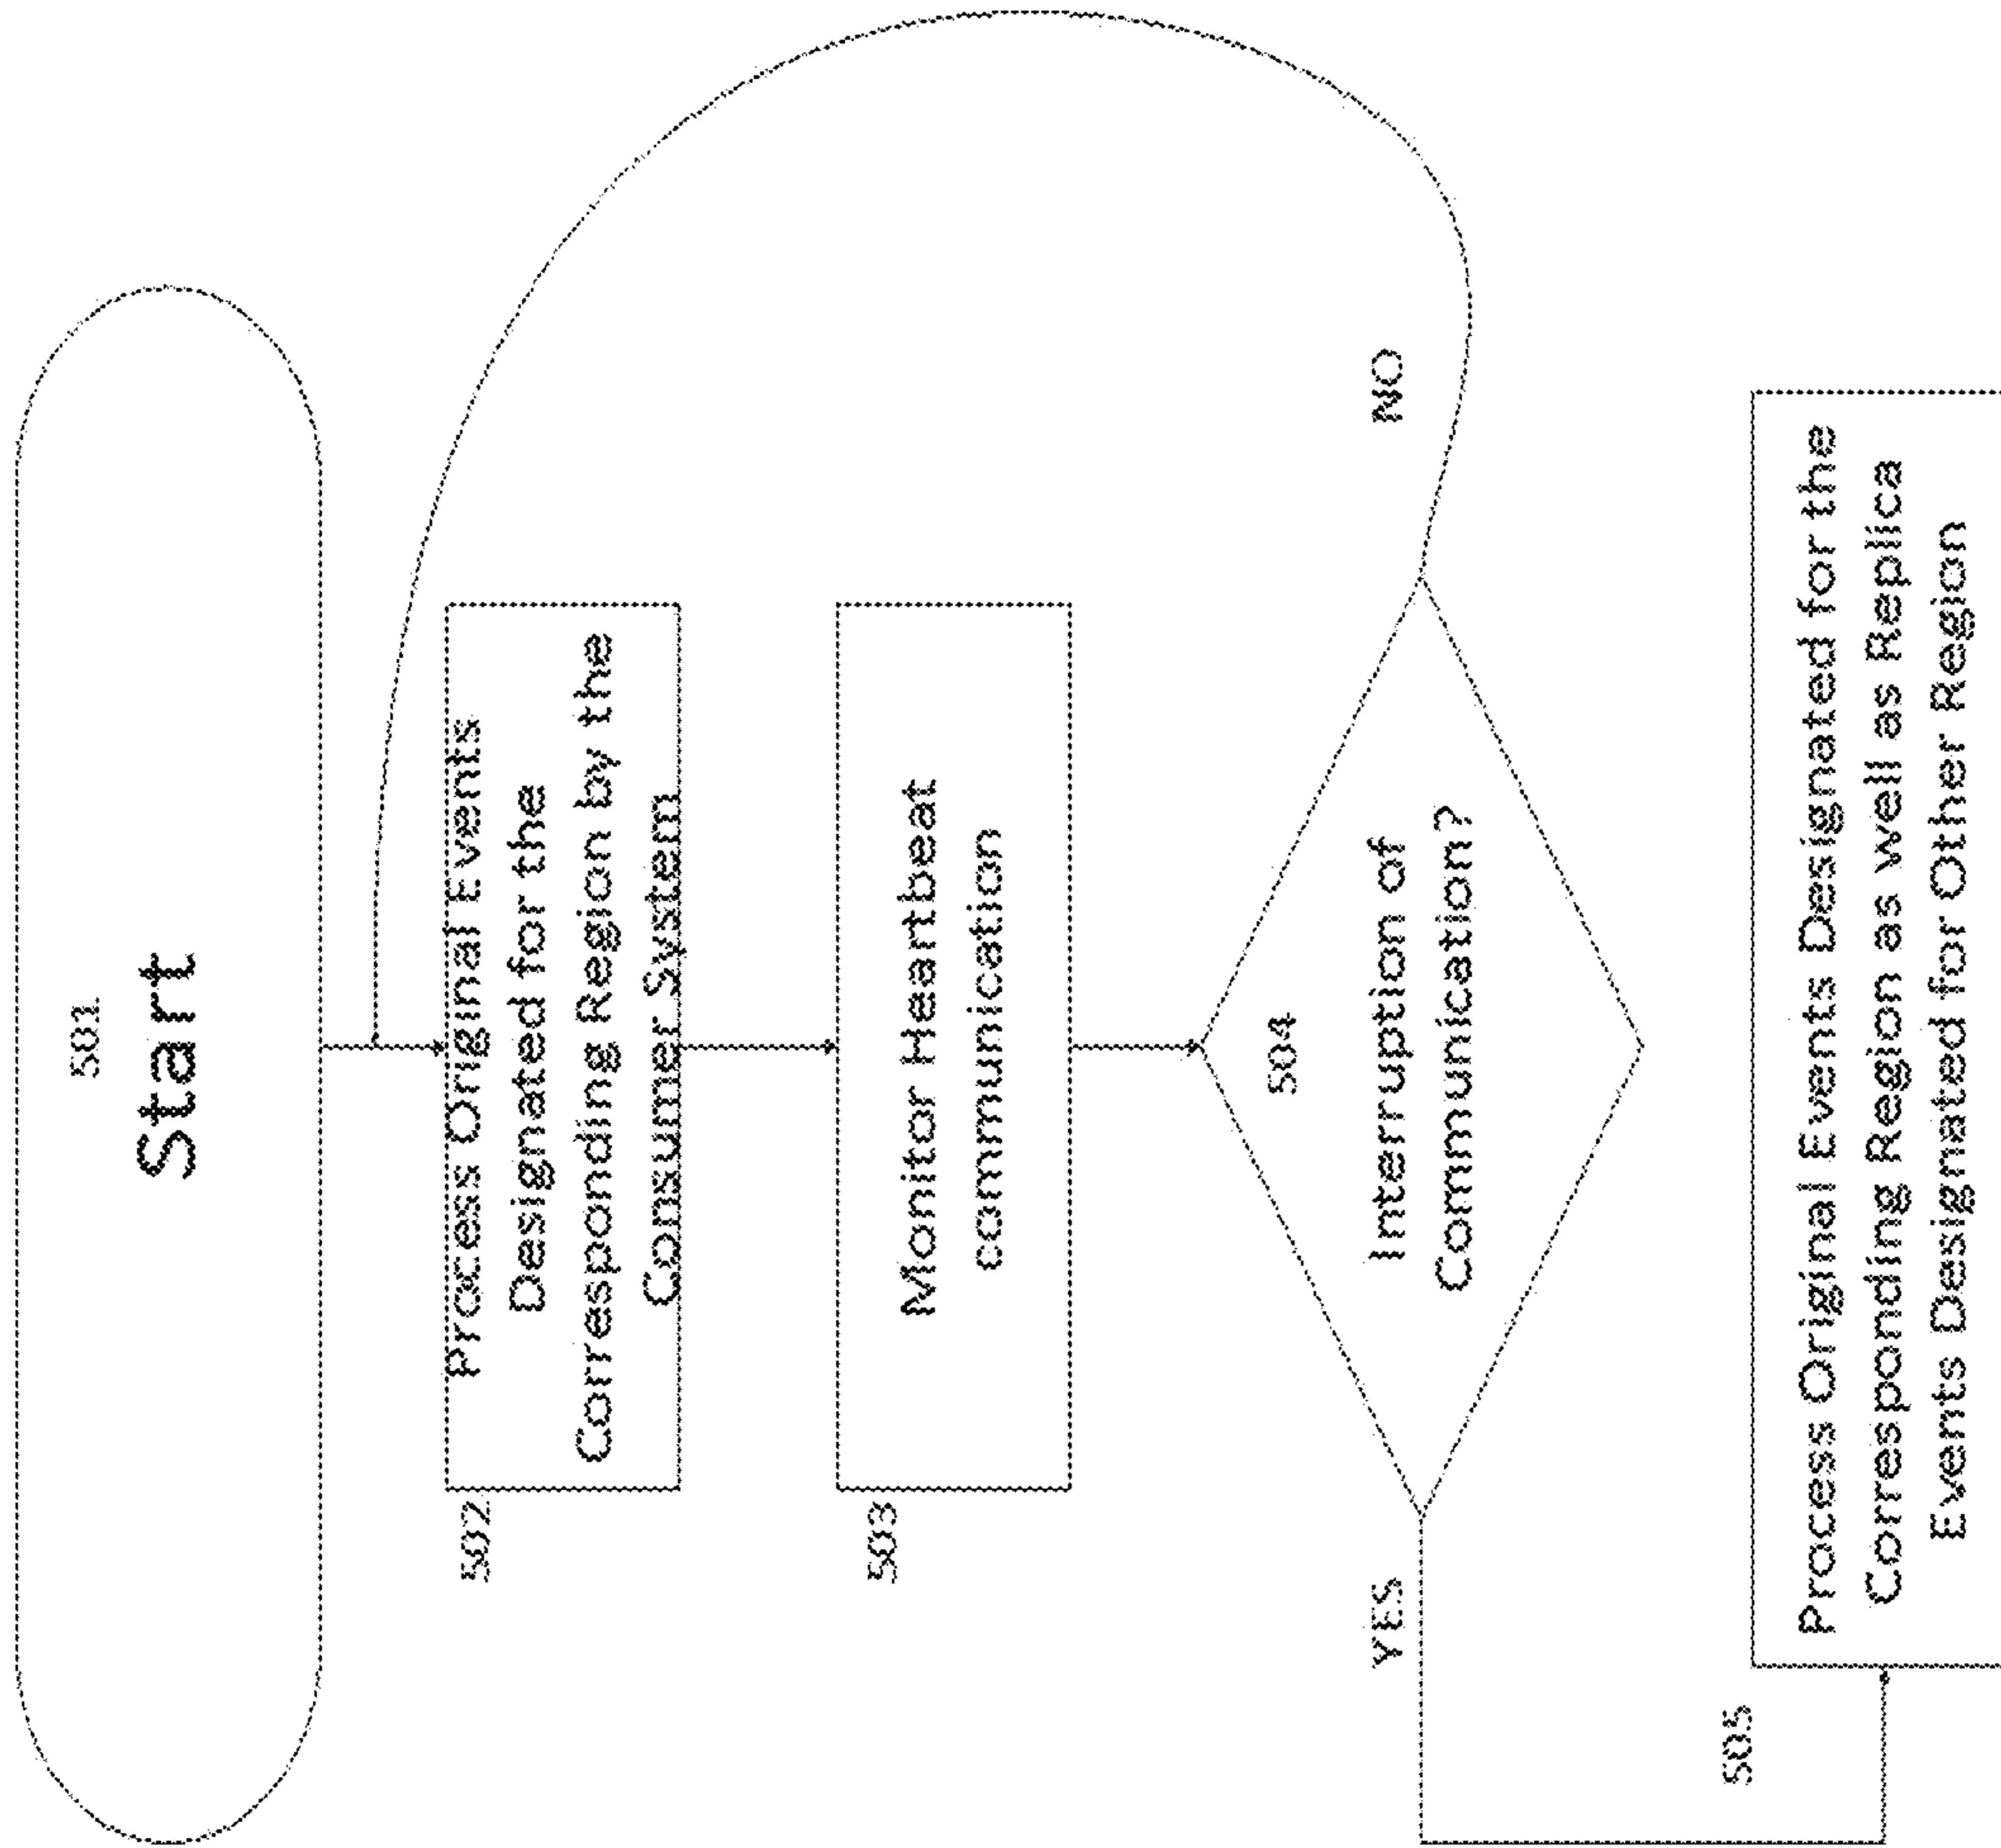 501
Start
502
Process Original Events
Designated for the
Corresponding Region by the
Consumer System
503
Monitor Heartbeat
communication
504
Interruption of
Communication?
NO
YES
505
Process Original Events Designated for the
Corresponding Region as well as Replica
Events Designated for Other Region